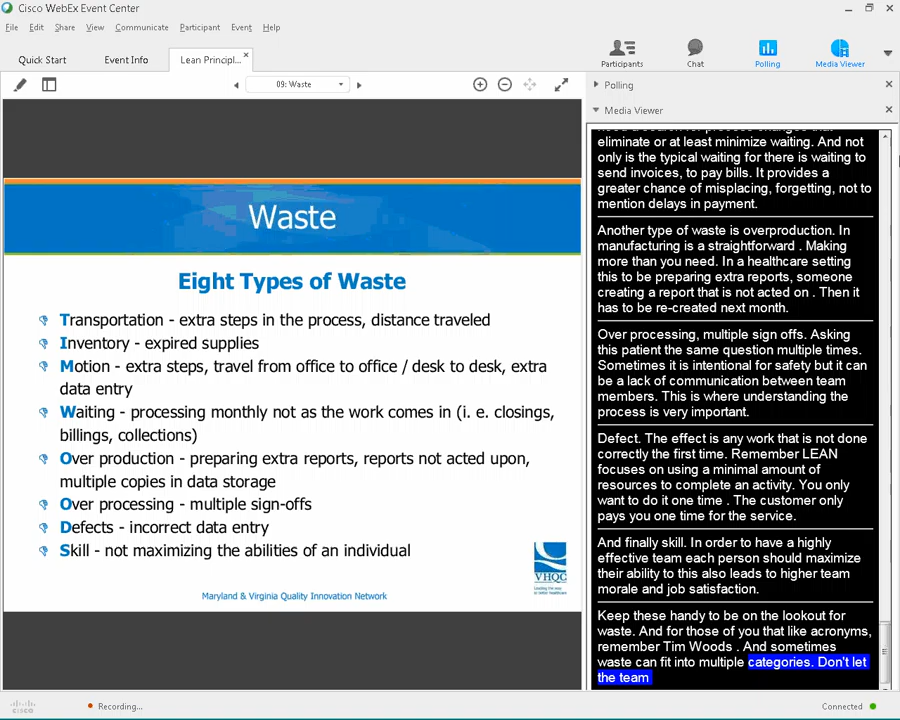 Cisco WebEx Event Center
File Edit Share View Communicate Participant Event Help
Quick Start Event Info Lean Principl...
Participants Chat Polling Media Viewer
09: Waste
Polling
Media Viewer
Waste
Eight Types of Waste
Transportation - extra steps in the process, distance traveled
Inventory - expired supplies
Motion - extra steps, travel from office to office / desk to desk, extra
data entry
Waiting - processing monthly not as the work comes in (i. e. closings,
billings, collections)
Over production - preparing extra reports, reports not acted upon,
multiple copies in data storage
Over processing - multiple sign-offs
Defects - incorrect data entry
Skill - not maximizing the abilities of an individual
VHQC
Maryland & Virginia Quality Innovation Network
eliminate or at least minimize waiting. And not
only is the typical waiting for there is waiting to
send invoices, to pay bills. It provides a
greater chance of misplacing, forgetting, not to
mention delays in payment.
Another type of waste is overproduction. In
manufacturing is a straightforward . Making
more than you need. In a healthcare setting
this to be preparing extra reports, someone
creating a report that is not acted on . Then it
has to be re-created next month.
Over processing, multiple sign offs. Asking
this patient the same question multiple times.
Sometimes it is intentional for safety but it can
be a lack of communication between team
members. This is where understanding the
process is very important.
Defect. The effect is any work that is not done
correctly the first time. Remember LEAN
focuses on using a minimal amount of
resources to complete an activity. You only
want to do it one time . The customer only
pays you one time for the service.
And finally skill. In order to have a highly
effective team each person should maximize
their ability to this also leads to higher team
morale and job satisfaction.
Keep these handy to be on the lookout for
waste. And for those of you that like acronyms,
remember Tim Woods . And sometimes
waste can fit into multiple categories. Don't let
the team
cisco Recording... Connected